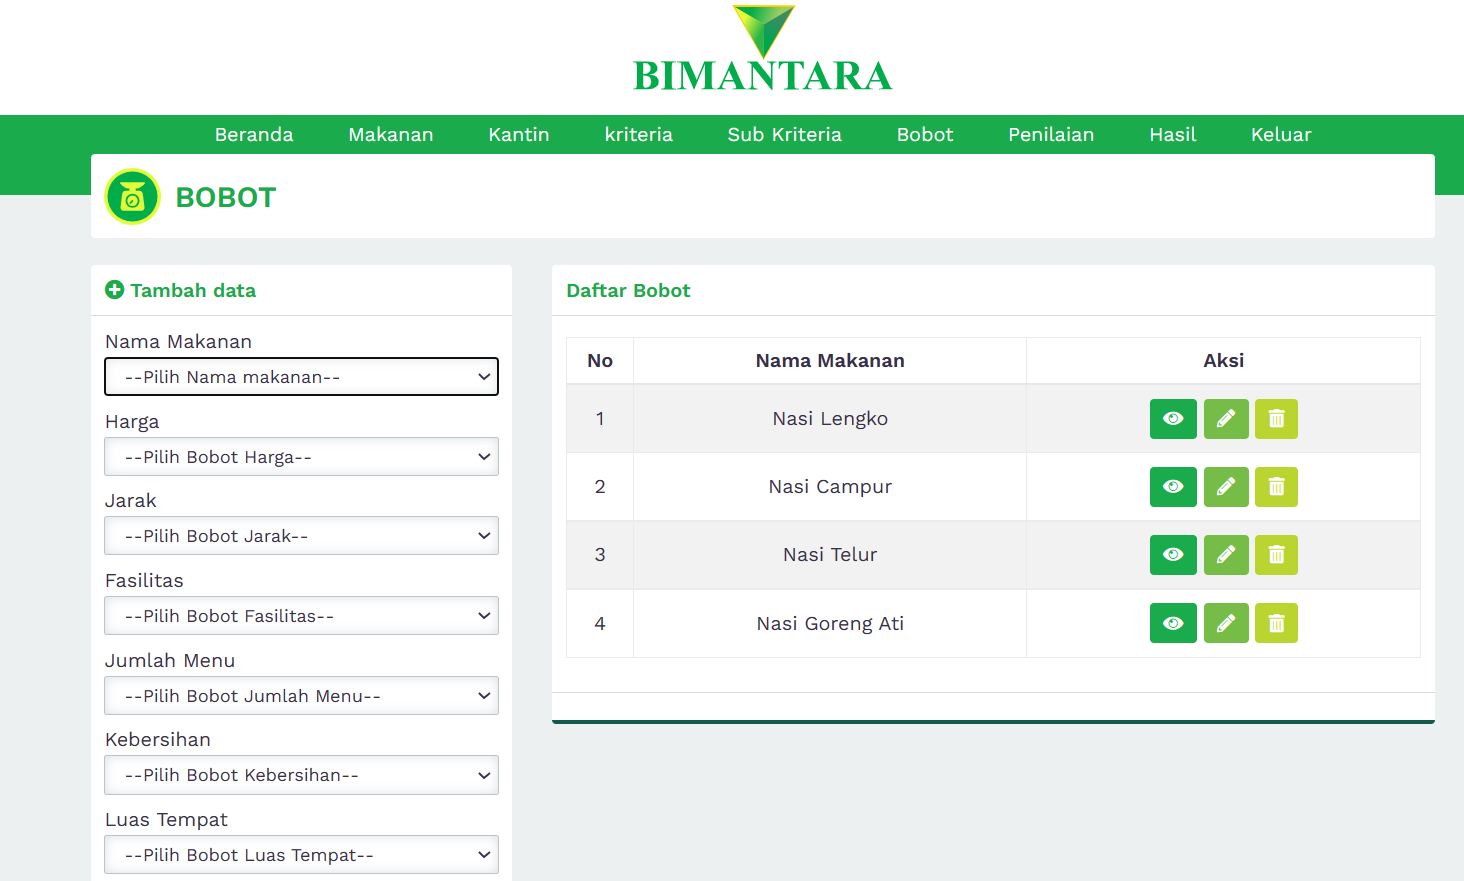 BIMANTARA
Beranda Makanan Kantin kriteria Sub Kriteria Bobot Penilaian Hasil Keluar
BOBOT
Tambah data
Nama Makanan
--Pilih Nama makanan--
Harga
--Pilih Bobot Harga--
Jarak
--Pilih Bobot Jarak--
Fasilitas
--Pilih Bobot Fasilitas--
Jumlah Menu
--Pilih Bobot Jumlah Menu--
Kebersihan
--Pilih Bobot Kebersihan--
Luas Tempat
--Pilih Bobot Luas Tempat--
Daftar Bobot
No Nama Makanan Aksi
1 Nasi Lengko
2 Nasi Campur
3 Nasi Telur
4 Nasi Goreng Ati